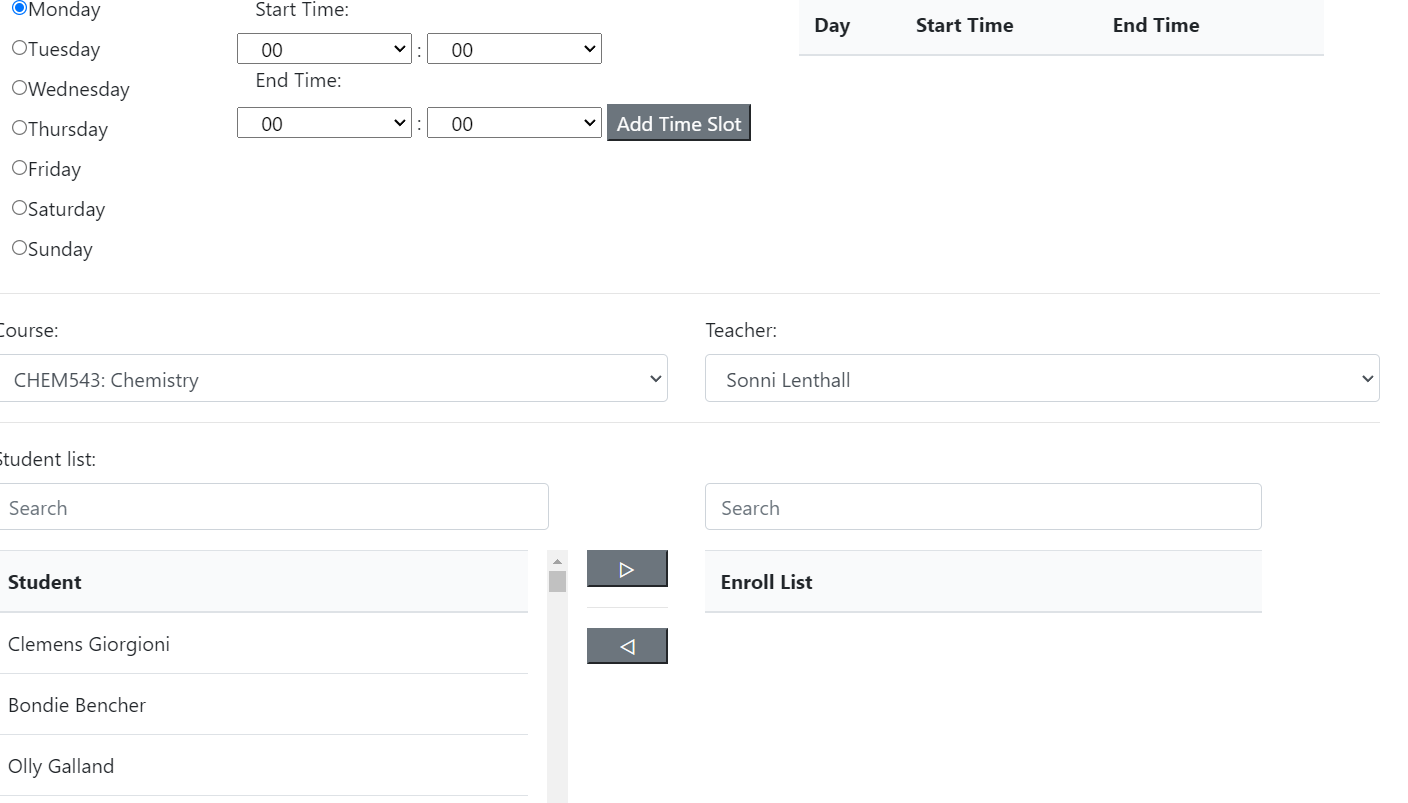 Monday
Tuesday
Wednesday
Thursday
Friday
Saturday
Sunday
Start Time:
00 : 00
End Time:
00 : 00 Add Time Slot
Day Start Time End Time
Course:
CHEM543: Chemistry
Teacher:
Sonni Lenthall
Student list:
Search
Student
Clemens Giorgioni
Bondie Bencher
Olly Galland
Search
Enroll List